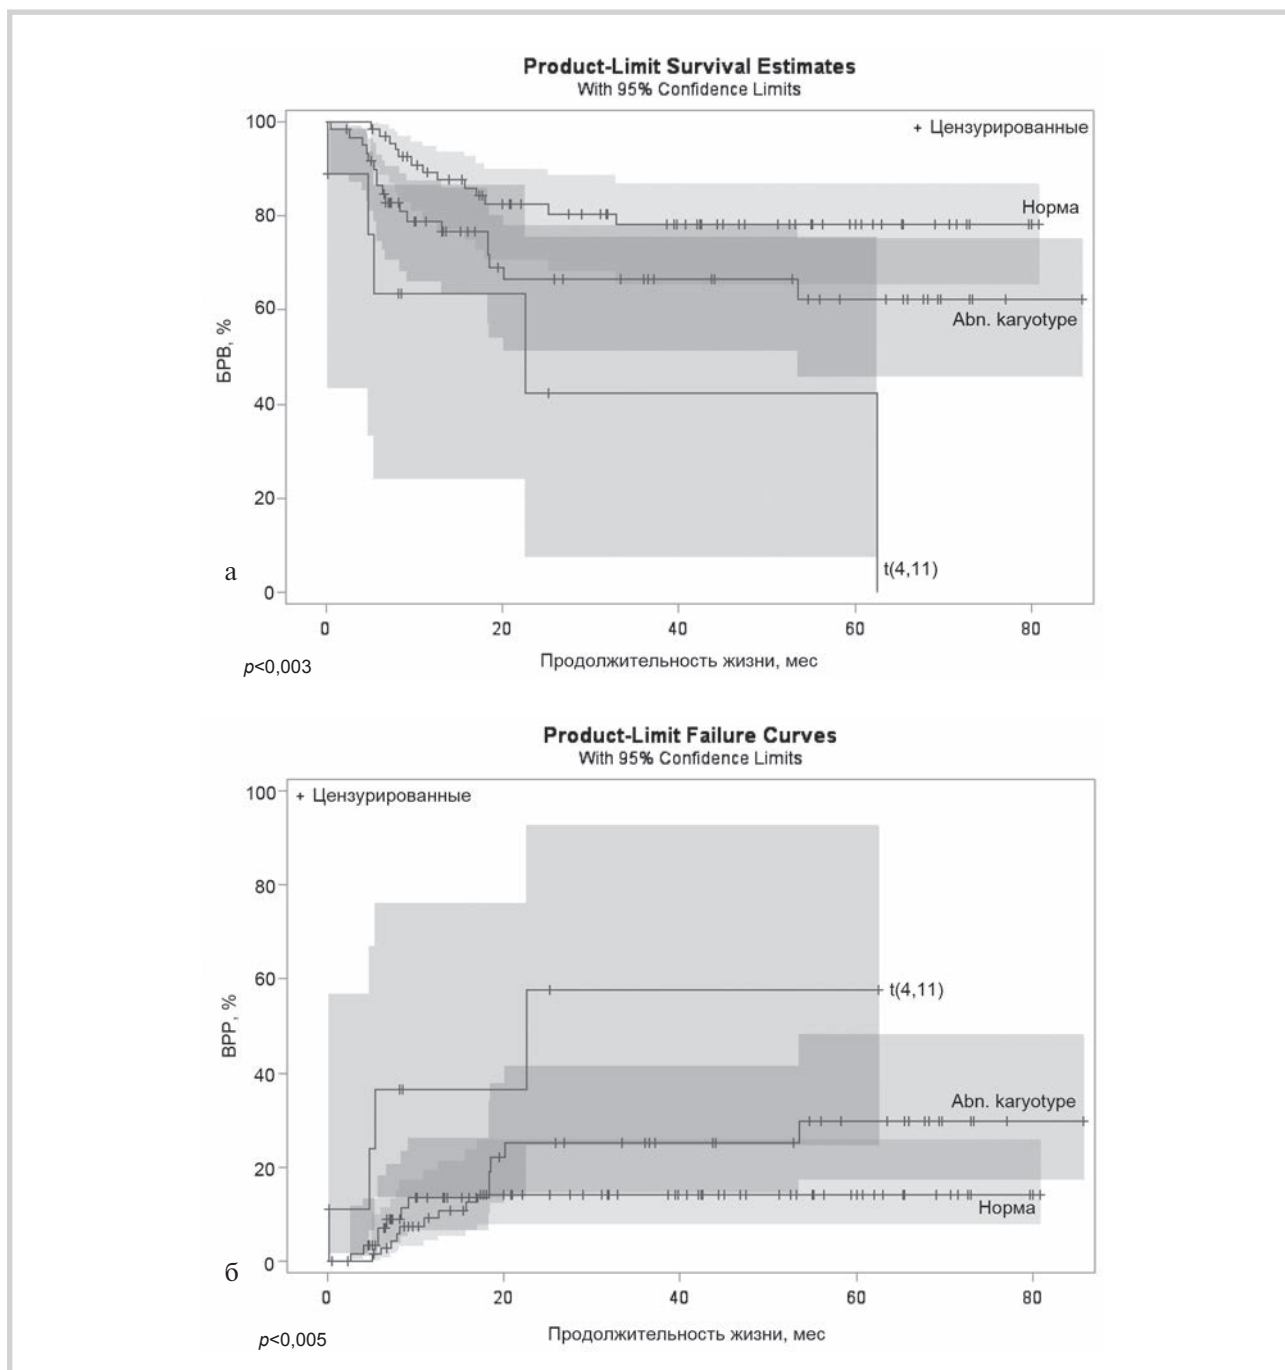 Product-Limit Survival Estimates
With 95% Confidence Limits
+ Цензурированные
100
80
60
40
20
0
БРВ, %
Норма
Abn. karyotype
t(4,11)
а
0 20 40 60 80
Продолжительность жизни, мес
p<0,003
Product-Limit Failure Curves
With 95% Confidence Limits
+ Цензурированные
100
80
60
40
20
0
ВРР, %
t(4,11)
Abn. karyotype
Норма
б
0 20 40 60 80
Продолжительность жизни, мес
p<0,005